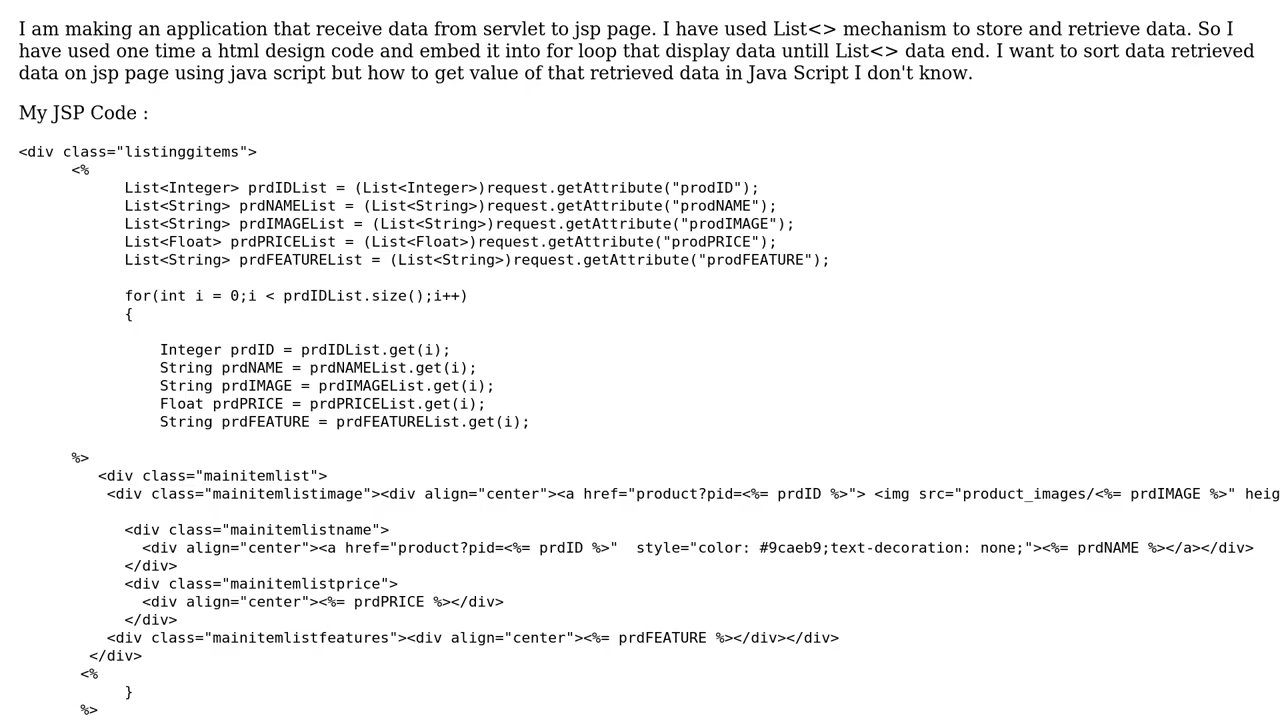 I am making an application that receive data from servlet to jsp page. I have used List<> mechanism to store and retrieve data. So I
have used one time a html design code and embed it into for loop that display data untill List<> data end. I want to sort data retrieved
data on jsp page using java script but how to get value of that retrieved data in Java Script I don't know.
My JSP Code :
<div class="listinggitems">
<%
List<Integer> prdIDList = (List<Integer>)request.getAttribute("prodID");
List<String> prdNAMEList = (List<String>)request.getAttribute("prodNAME");
List<String> prdIMAGEList = (List<String>)request.getAttribute("prodIMAGE");
List<Float> prdPRICEList = (List<Float>)request.getAttribute("prodPRICE");
List<String> prdFEATUREList = (List<String>)request.getAttribute("prodFEATURE");
for(int i = 0;i < prdIDList.size();i++)
{
Integer prdID = prdIDList.get(i);
String prdNAME = prdNAMEList.get(i);
String prdIMAGE = prdIMAGEList.get(i);
Float prdPRICE = prdPRICEList.get(i);
String prdFEATURE = prdFEATUREList.get(i);
%>
<div class="mainitemlist">
<div class="mainitemlistimage"><div align="center"><a href="product?pid=<%= prdID %>"> <img src="product_images/<%= prdIMAGE %>" heig
<div class="mainitemlistname">
<div align="center"><a href="product?pid=<%= prdID %>"  style="color: #9caeb9;text-decoration: none;"><%= prdNAME %></a></div>
</div>
<div class="mainitemlistprice">
<div align="center"><%= prdPRICE %></div>
</div>
<div class="mainitemlistfeatures"><div align="center"><%= prdFEATURE %></div></div>
</div>
<%
}
%>